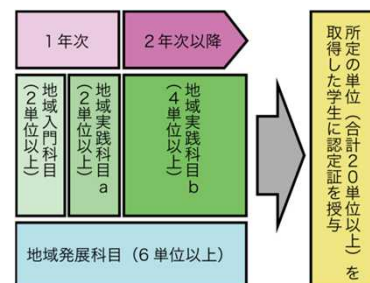 1年次
2年次以降
地域入門科目
(2単位以上)
地域実践科目a
(2単位以上)
地域実践科目b
(4単位以上)
地域発展科目(6単位以上)
所定の単位(合計20単位以上)を
取得した学生に認定証を授与